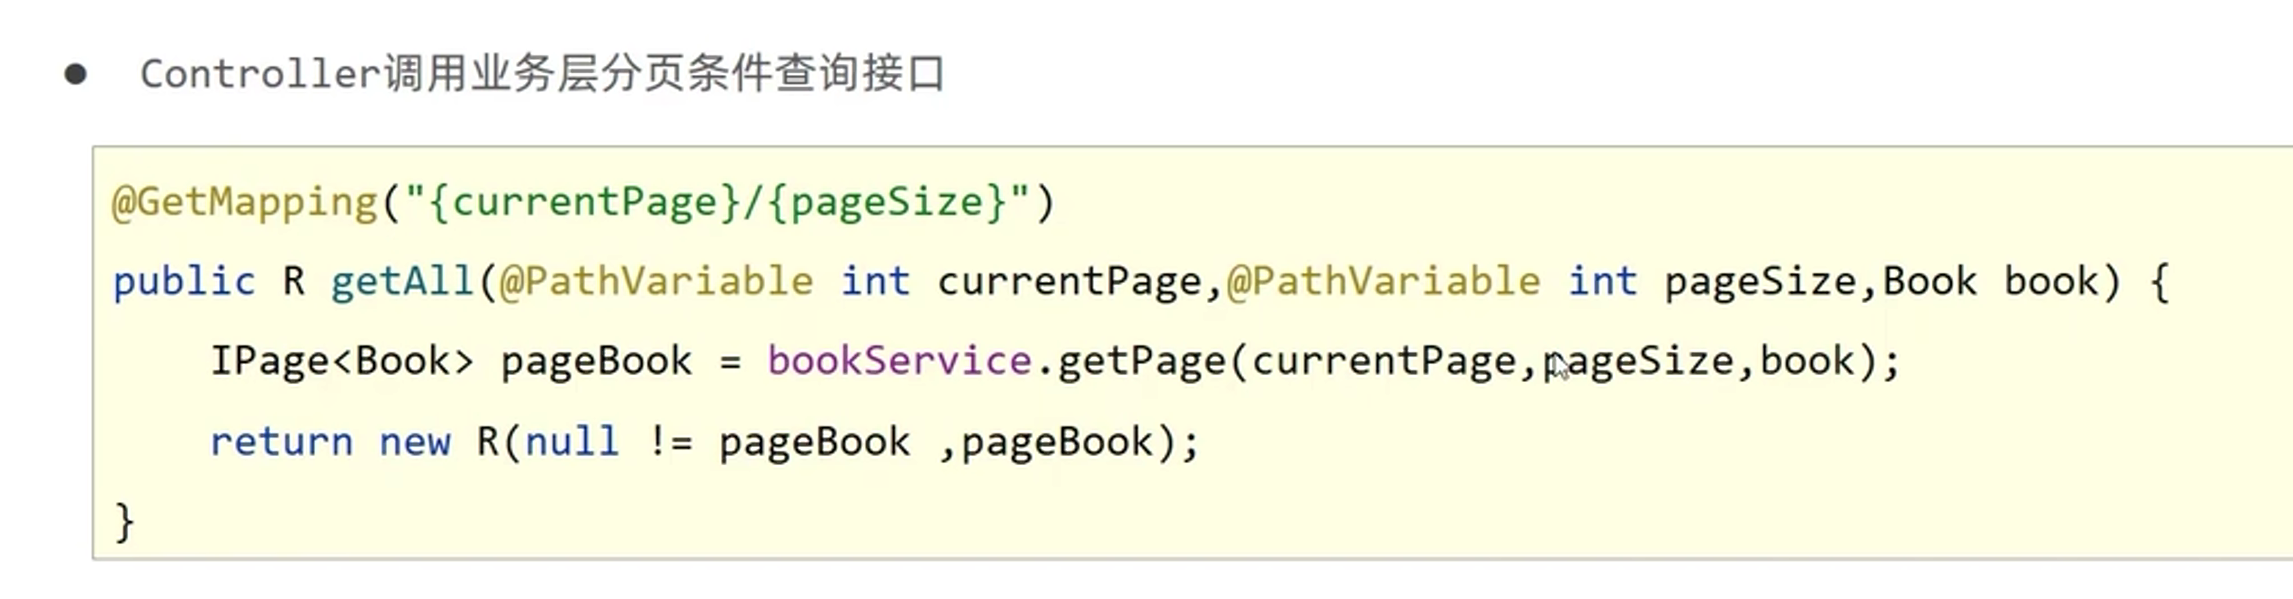 ● Controller调用业务层分页条件查询接口
@GetMapping("{currentPage}/{pageSize}")
public R getAll(@PathVariable int currentPage,@PathVariable int pageSize,Book book) {
    IPage<Book> pageBook = bookService.getPage(currentPage,pageSize,book);
    return new R(null != pageBook ,pageBook);
}